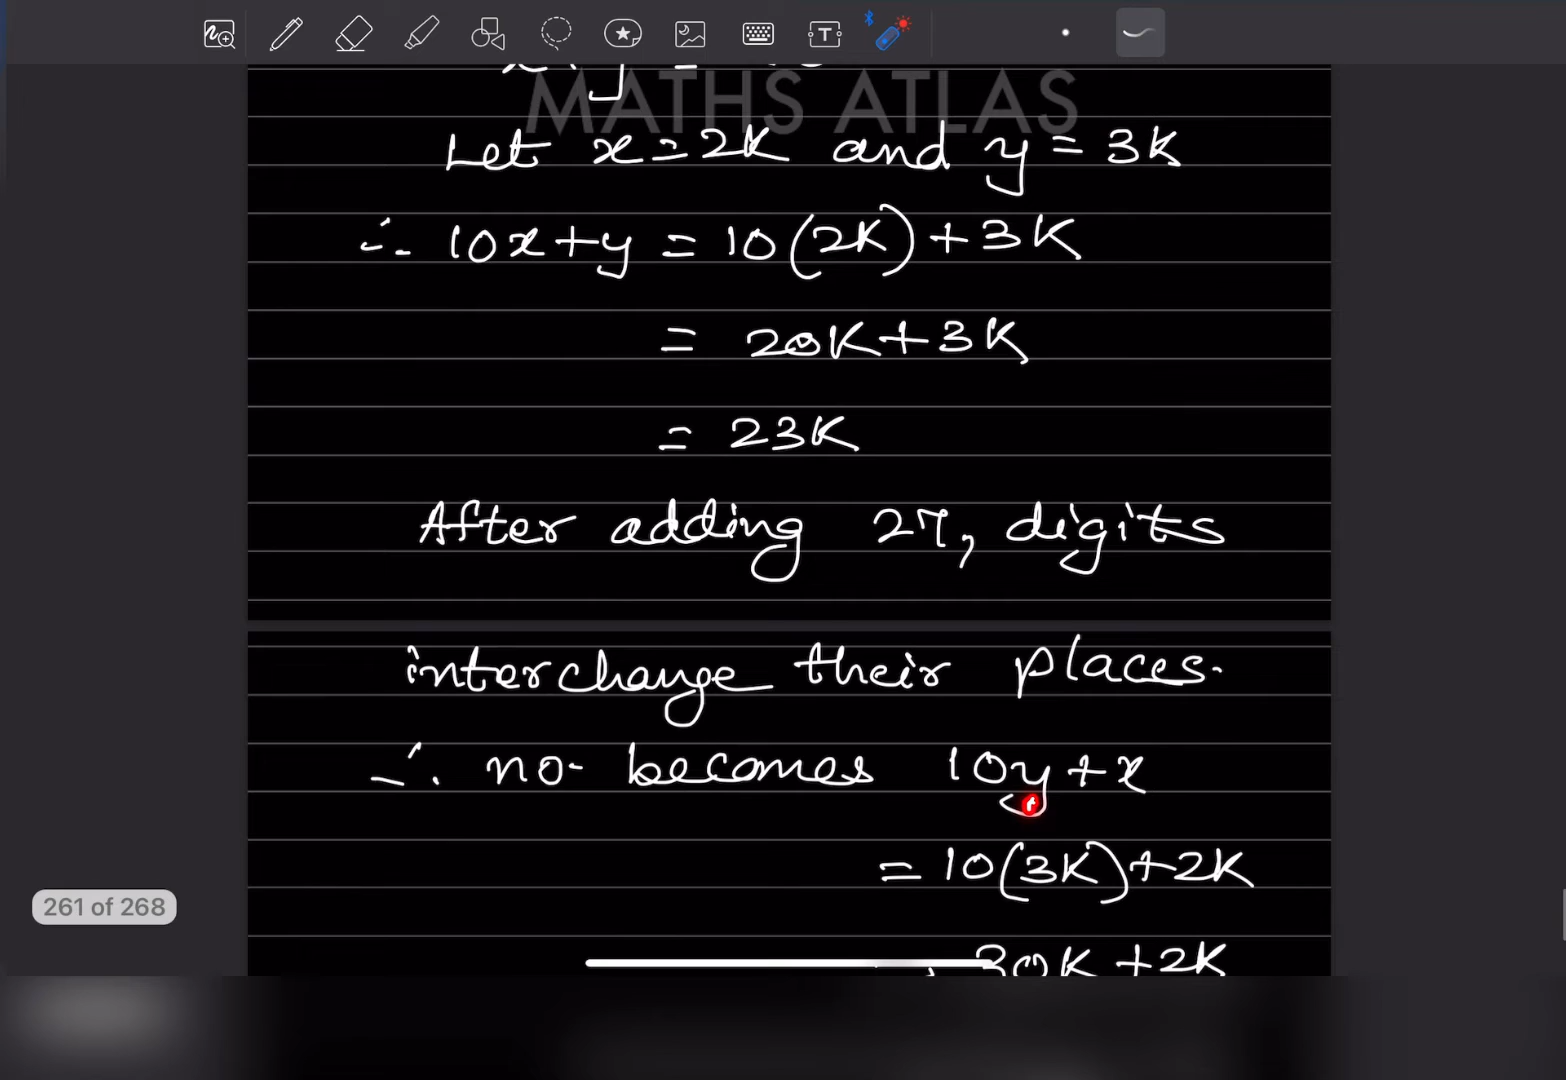 MATHS ATLAS
Let x = 2K and y = 3K
∴ 10x+y = 10(2K)+3K
= 20K+3K
= 23K
After adding 27, digits
interchange their places.
∴ no. becomes 10y+x
= 10(3K)+2K
261 of 268
30K+2K